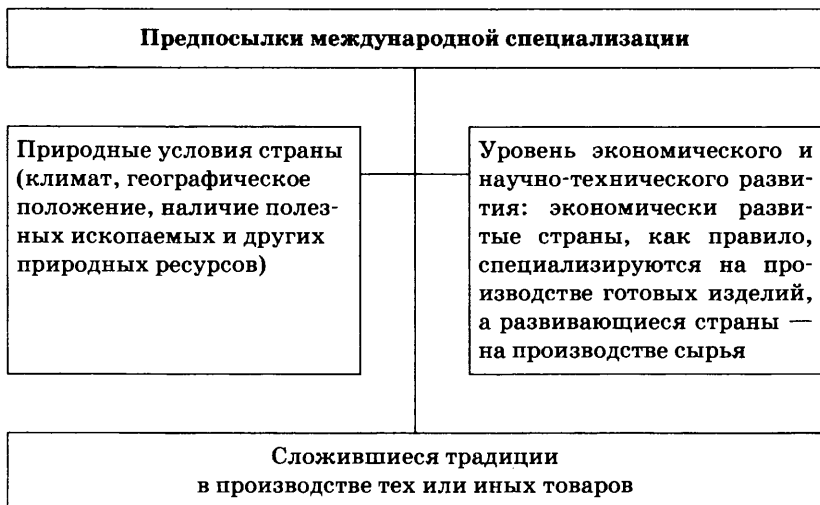 Предпосылки международной специализации
Природные условия страны
(климат, географическое
положение, наличие полез-
ных ископаемых и других
природных ресурсов)
Уровень экономического и
научно-технического разви-
тия: экономически разви-
тые страны, как правило,
специализируются на про-
изводстве готовых изделий,
а развивающиеся страны —
на производстве сырья
Сложившиеся традиции
в производстве тех или иных товаров